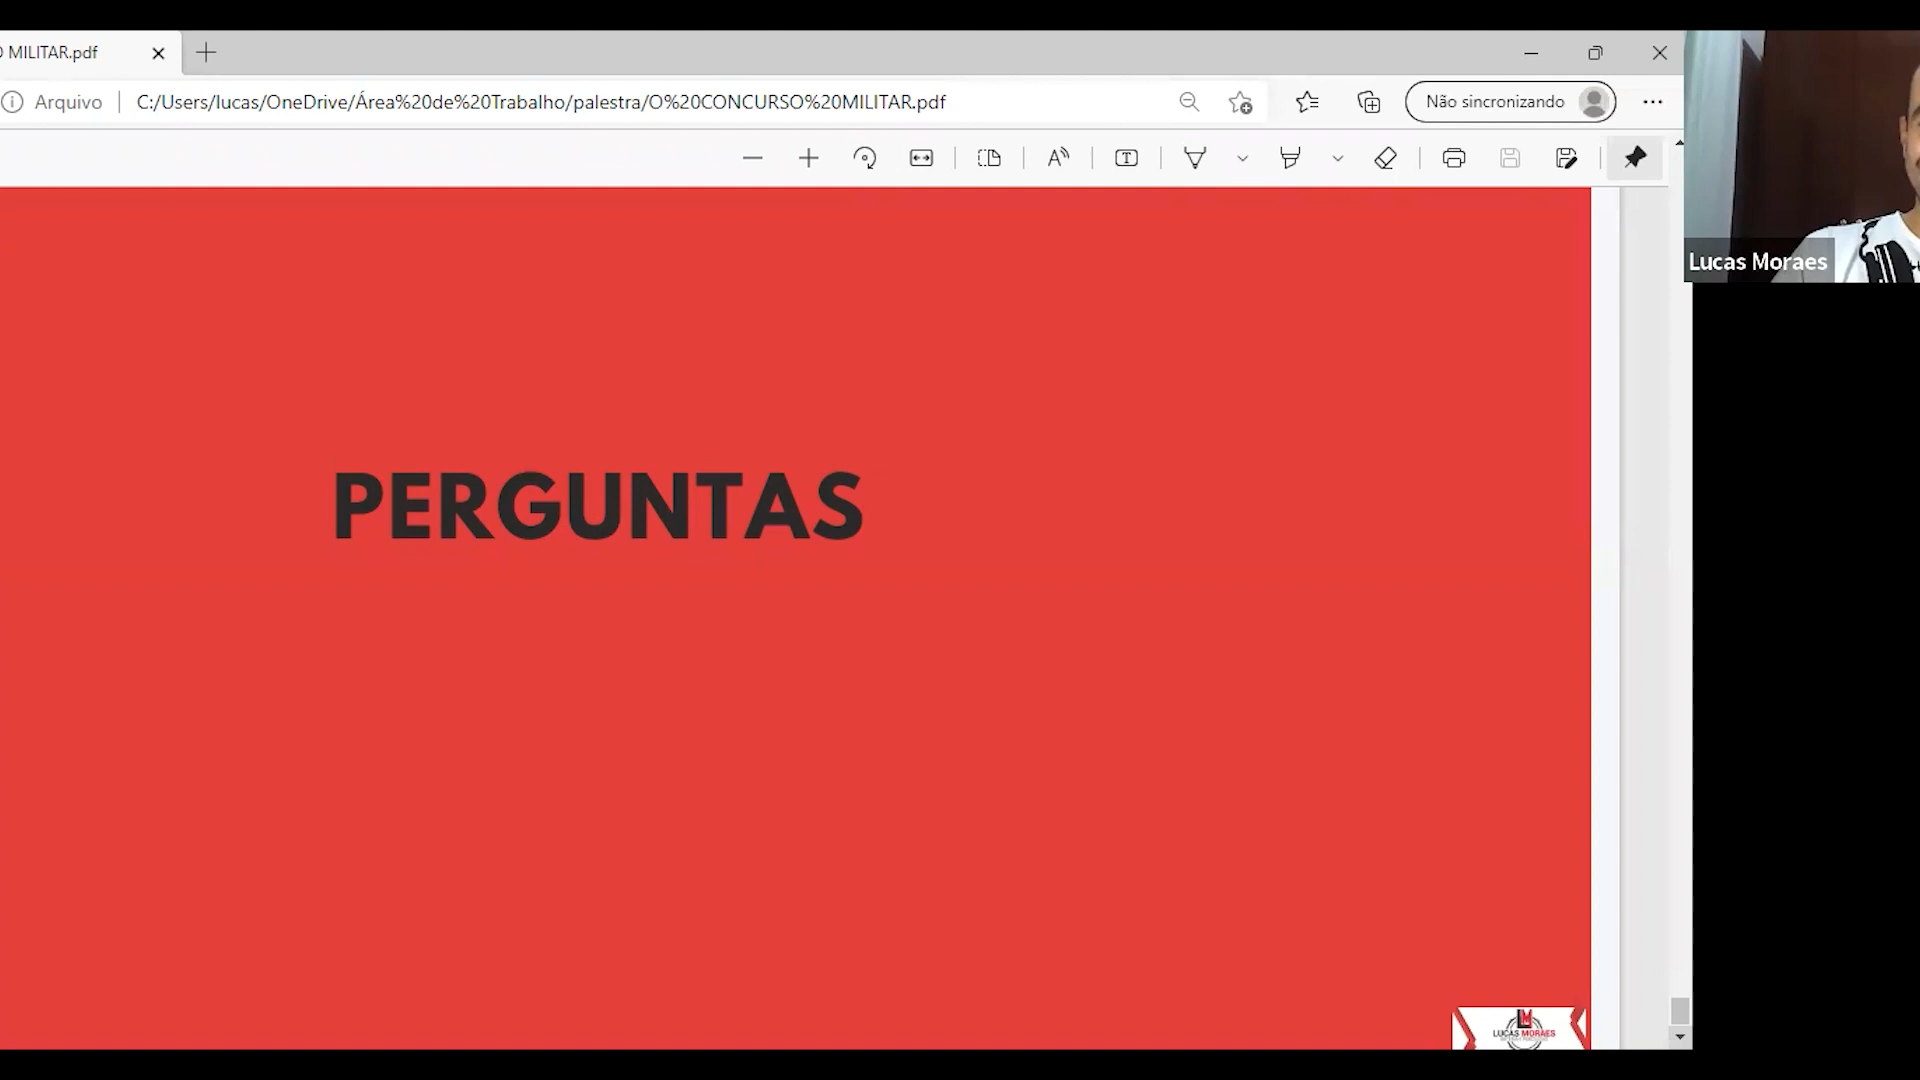 O MILITAR.pdf
Arquivo
C:/Users/lucas/OneDrive/Área%20de%20Trabalho/palestra/O%20CONCURSO%20MILITAR.pdf
Não sincronizando
Lucas Moraes
PERGUNTAS
LM
LUCAS MORAES